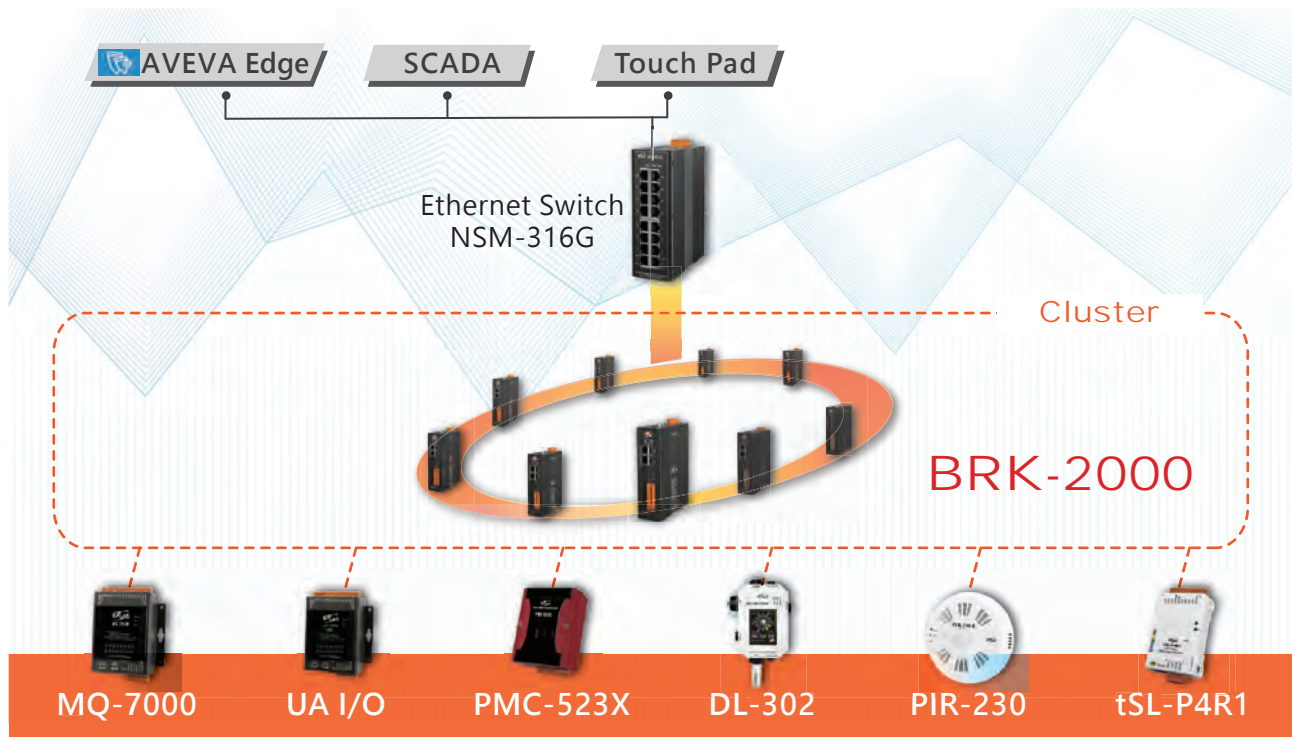 AVEVA Edge
SCADA
Touch Pad
Ethernet Switch
NSM-316G
Cluster
BRK-2000
MQ-7000
UA I/O
PMC-523X
DL-302
PIR-230
tSL-P4R1